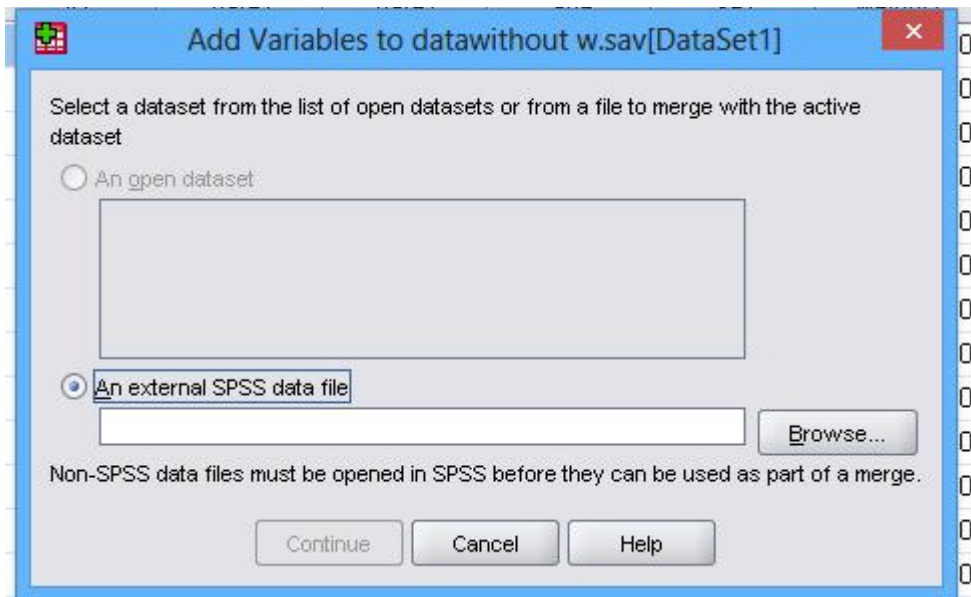 Add Variables to datawithout w.sav[DataSet1]
Select a dataset from the list of open datasets or from a file to merge with the active
dataset
An open dataset
An external SPSS data file
Browse...
Non-SPSS data files must be opened in SPSS before they can be used as part of a merge.
Continue
Cancel
Help